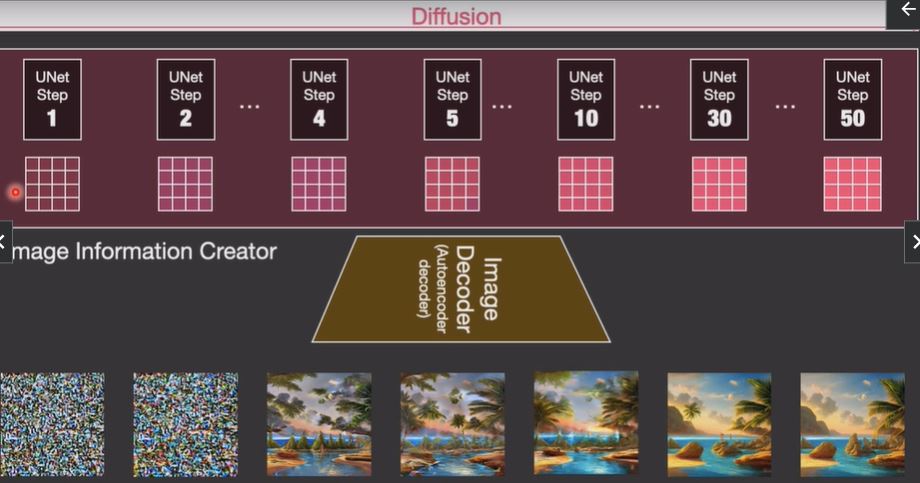 Diffusion
UNet
Step
1
UNet
Step
2
...
UNet
Step
4
UNet
Step
5
...
UNet
Step
10
...
UNet
Step
30
...
UNet
Step
50
mage Information Creator
Image
Decoder
(Autoencoder
decoder)